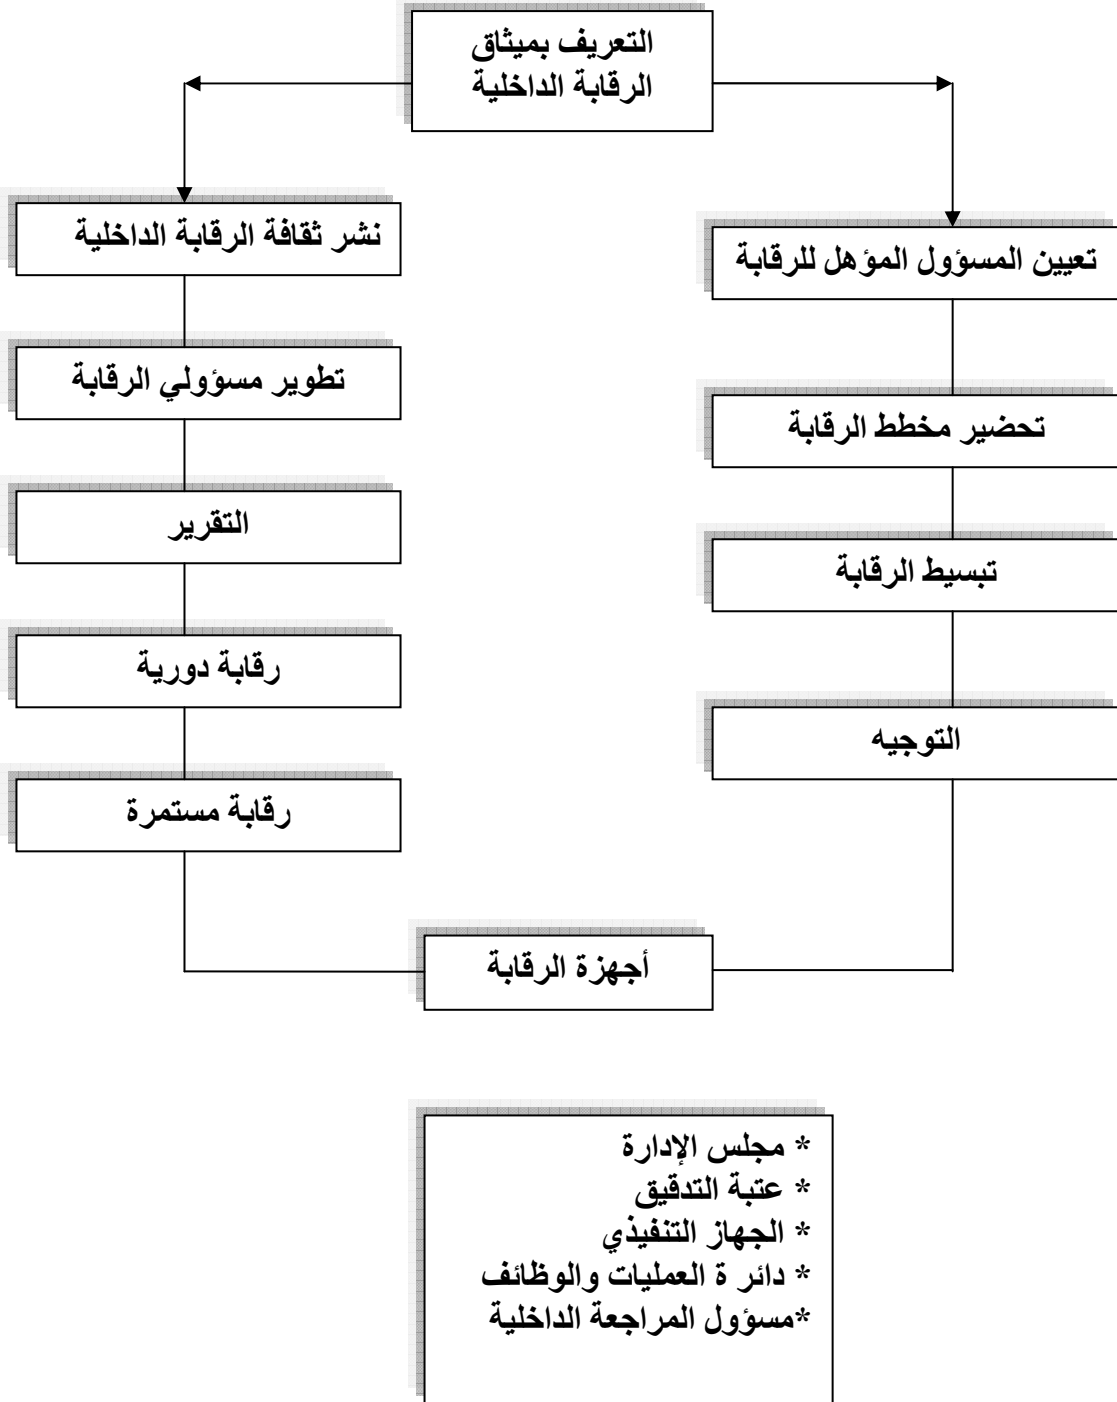 التعريف بميثاق
الرقابة الداخلية
نشر ثقافة الرقابة الداخلية
تعيين المسؤول المؤهل للرقابة
تطوير مسؤولي الرقابة
تحضير مخطط الرقابة
التقرير
تبسيط الرقابة
رقابة دورية
التوجيه
رقابة مستمرة
أجهزة الرقابة
* مجلس الإدارة
* عتبة التدقيق
* الجهاز التنفيذي
* دائر ة العمليات والوظائف
*مسؤول المراجعة الداخلية